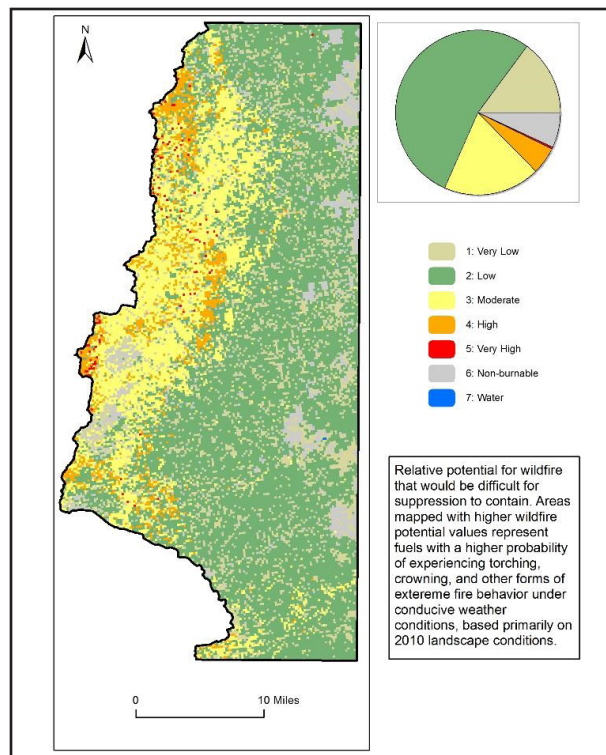 N
1: Very Low
2: Low
3: Moderate
4: High
5: Very High
6: Non-burnable
7: Water
Relative potential for wildfire
that would be difficult for
suppression to contain. Areas
mapped with higher wildfire
potential values represent
fuels with a higher probability
of experiencing torching,
crowning, and other forms of
extereme fire behavior under
conducive weather
conditions, based primarily on
2010 landscape conditions.
0 10 Miles